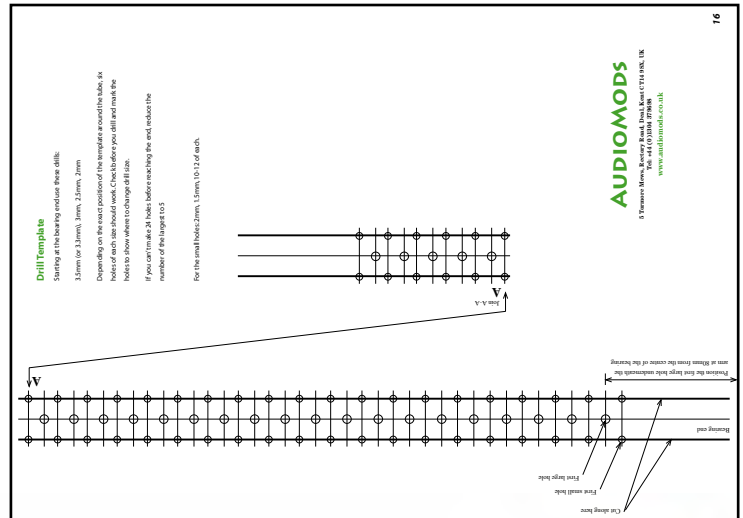 16
Drill Template
Starting at the bearing end use these drills:
3.5mm (or 3.3mm), 3mm, 2.5mm, 2mm
Depending on the exact position of the template around the tube, six
holes of each size should work. Check before you drill and mark the
holes to show where to change drill size.
If you can't make 24 holes before reaching the end, reduce the
number of the largest to 5
For the small holes: 2mm, 1.5mm, 10-12 of each.
AUDIOMODS
5 Tormore Mews, Rectory Road, Deal, Kent CT14 9SX, UK
Tel: +44 (0)1304 379698
www.audiomods.co.uk
A
Join A-A
A
Position the first large hole underneath the
arm at 80mm from the centre of the bearing
Bearing end
First large hole
First small hole
Cut along here